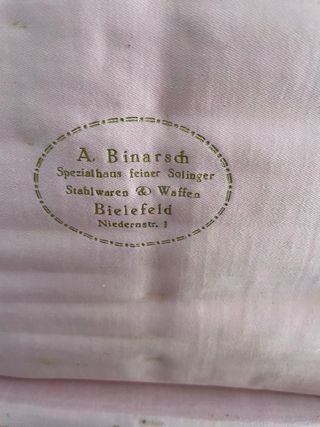 A. Binarsch
Spezialhaus feiner Solinger
Stahlwaren & Waffen
Bielefeld
Niedernstr. 1